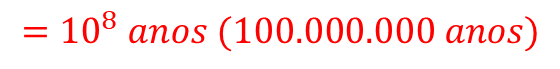 = 10⁸ anos (100.000.000 anos)